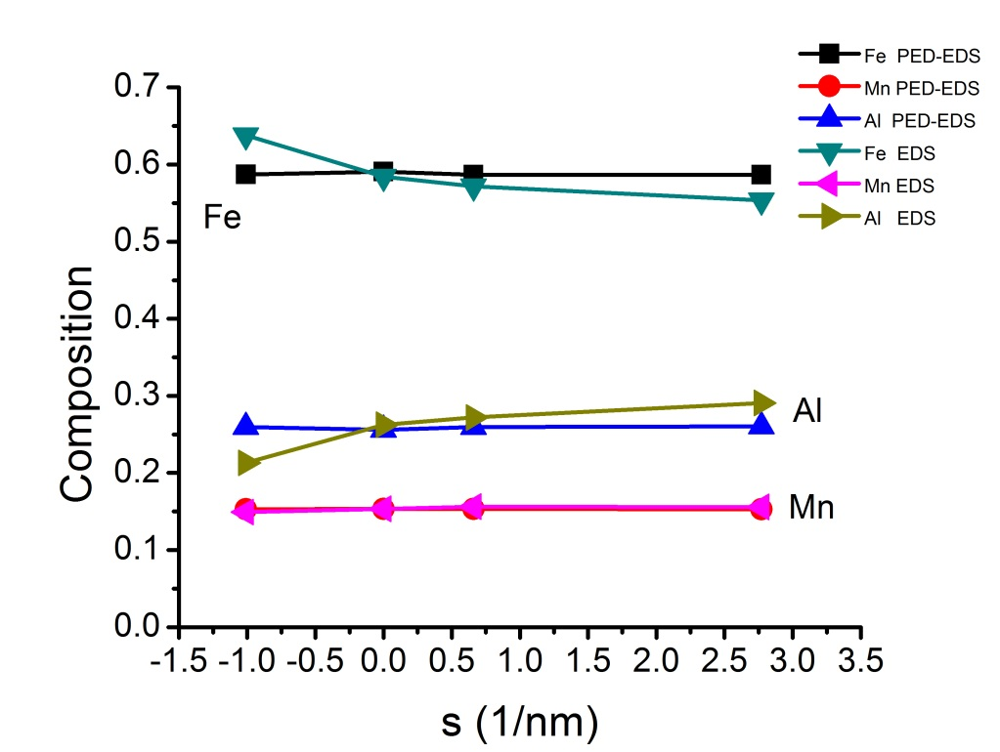 Fe PED-EDS
Mn PED-EDS
Al PED-EDS
Fe EDS
Mn EDS
Al EDS
0.7
0.6
0.5
0.4
0.3
0.2
0.1
0.0
Composition
Fe
Al
Mn
-1.5 -1.0 -0.5 0.0 0.5 1.0 1.5 2.0 2.5 3.0 3.5
s (1/nm)